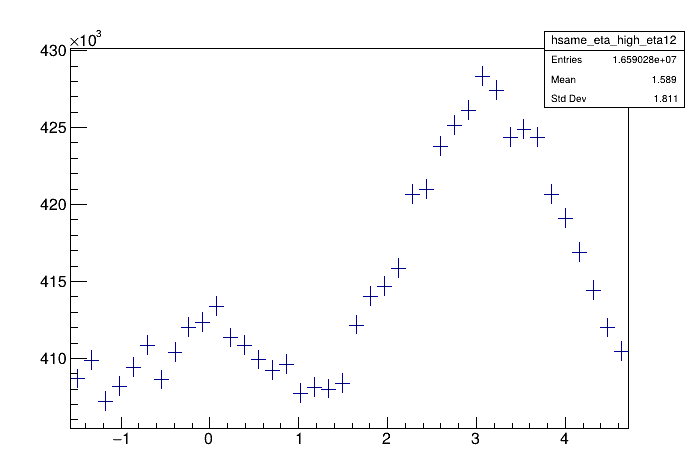 ×10³
hsame_eta_high_eta12
Entries 1.659028e+07
Mean 1.589
Std Dev 1.811
430
425
420
415
410
−1 0 1 2 3 4